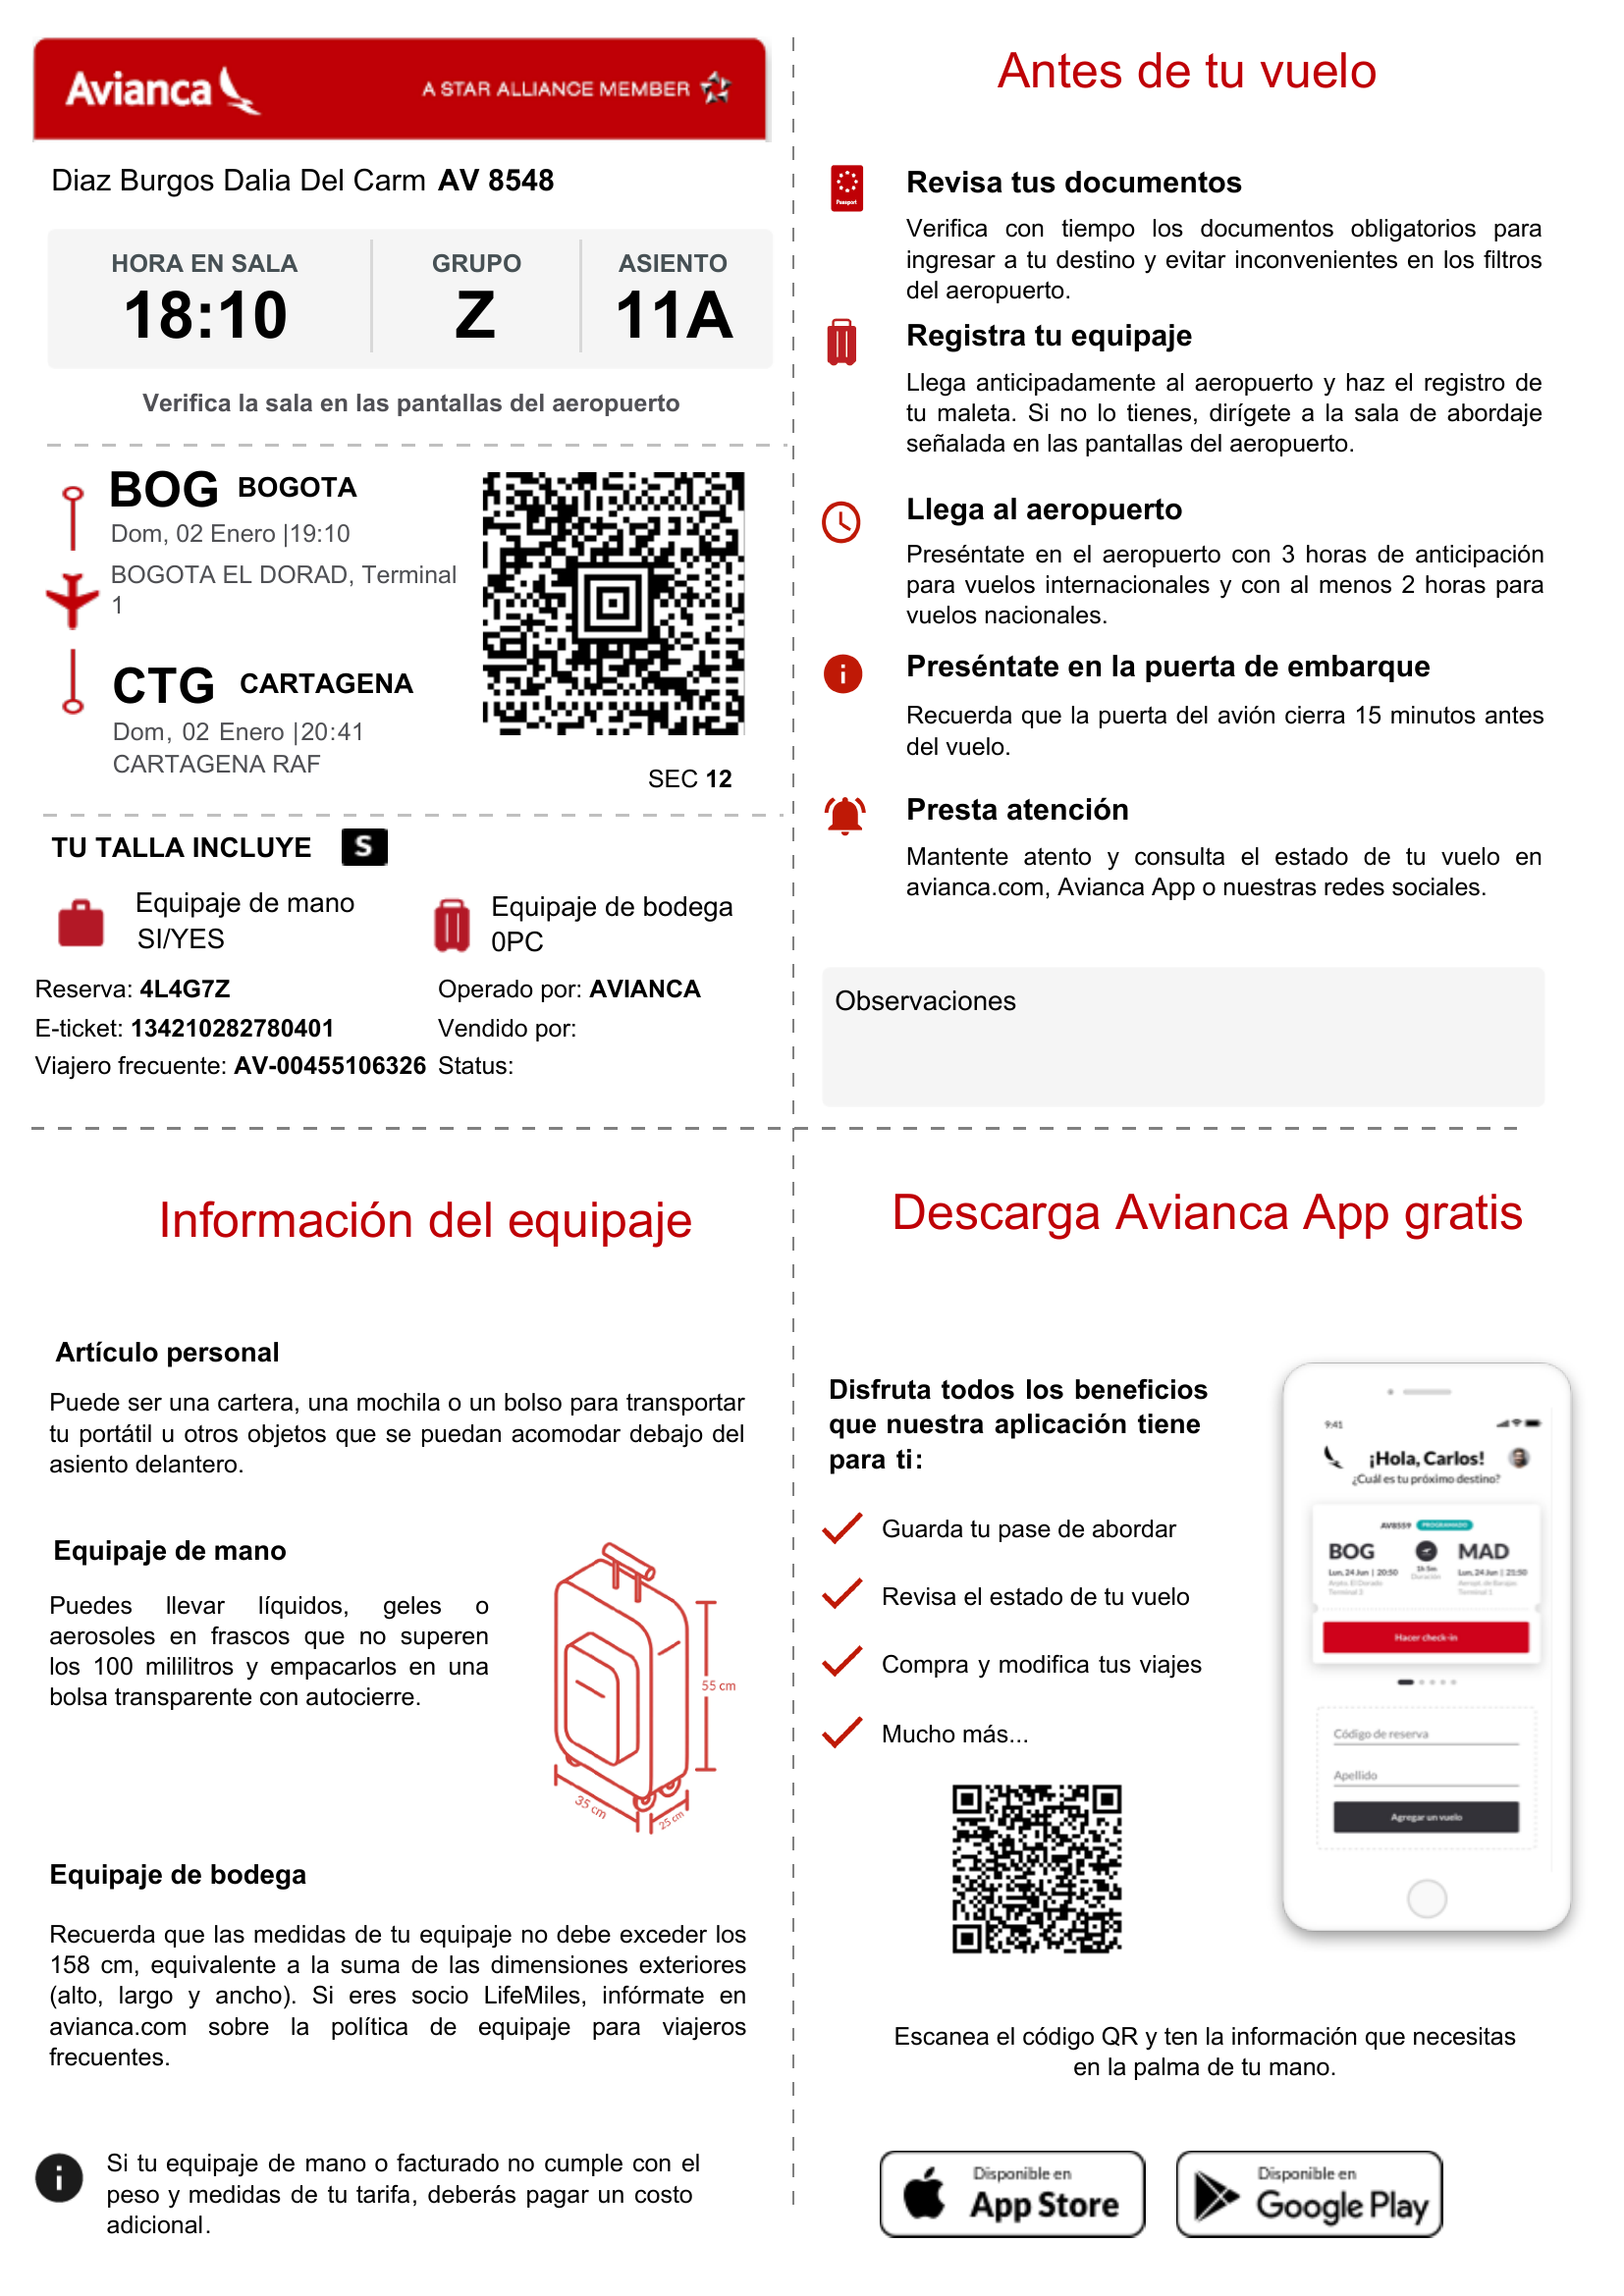 Avianca
A STAR ALLIANCE MEMBER
Diaz Burgos Dalia Del Carm AV 8548
HORA EN SALA
18:10
GRUPO
Z
ASIENTO
11A
Verifica la sala en las pantallas del aeropuerto
BOG BOGOTA
Dom, 02 Enero |19:10
BOGOTA EL DORAD, Terminal
1
CTG CARTAGENA
Dom, 02 Enero |20:41
CARTAGENA RAF
SEC 12
TU TALLA INCLUYE S
Equipaje de mano
SI/YES
Equipaje de bodega
0PC
Reserva: 4L4G7Z
Operado por: AVIANCA
E-ticket: 134210282780401
Vendido por:
Viajero frecuente: AV-00455106326
Status:
Antes de tu vuelo
Passport
Revisa tus documentos
Verifica con tiempo los documentos obligatorios para
ingresar a tu destino y evitar inconvenientes en los filtros
del aeropuerto.
Registra tu equipaje
Llega anticipadamente al aeropuerto y haz el registro de
tu maleta. Si no lo tienes, dirígete a la sala de abordaje
señalada en las pantallas del aeropuerto.
Llega al aeropuerto
Preséntate en el aeropuerto con 3 horas de anticipación
para vuelos internacionales y con al menos 2 horas para
vuelos nacionales.
Preséntate en la puerta de embarque
Recuerda que la puerta del avión cierra 15 minutos antes
del vuelo.
Presta atención
Mantente atento y consulta el estado de tu vuelo en
avianca.com, Avianca App o nuestras redes sociales.
Observaciones
Información del equipaje
Artículo personal
Puede ser una cartera, una mochila o un bolso para transportar
tu portátil u otros objetos que se puedan acomodar debajo del
asiento delantero.
Equipaje de mano
Puedes llevar líquidos, geles o
aerosoles en frascos que no superen
los 100 mililitros y empacarlos en una
bolsa transparente con autocierre.
55 cm
35 cm
25 cm
Equipaje de bodega
Recuerda que las medidas de tu equipaje no debe exceder los
158 cm, equivalente a la suma de las dimensiones exteriores
(alto, largo y ancho). Si eres socio LifeMiles, infórmate en
avianca.com sobre la política de equipaje para viajeros
frecuentes.
Si tu equipaje de mano o facturado no cumple con el
peso y medidas de tu tarifa, deberás pagar un costo
adicional.
Descarga Avianca App gratis
Disfruta todos los beneficios
que nuestra aplicación tiene
para ti:
Guarda tu pase de abordar
Revisa el estado de tu vuelo
Compra y modifica tus viajes
Mucho más...
9:41
¡Hola, Carlos!
¿Cuál es tu próximo destino?
AV8559 PROGRAMADO
BOG
MAD
Lun, 24 Jun | 20:50
1h 5m
Lun, 24 Jun | 21:50
Duración
Hacer check-in
Código de reserva
Apellido
Agregar un vuelo
Escanea el código QR y ten la información que necesitas
en la palma de tu mano.
Disponible en
App Store
Disponible en
Google Play